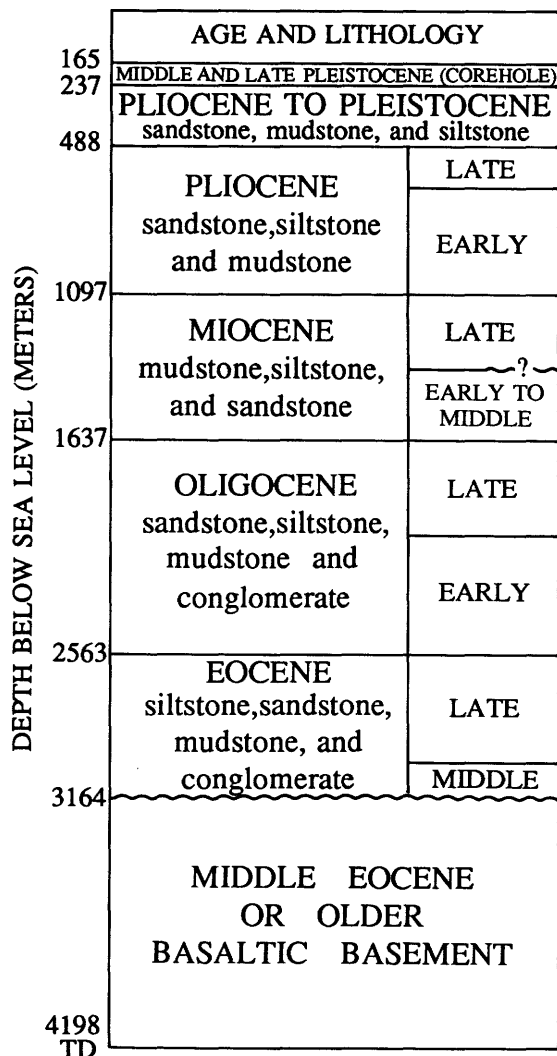 AGE AND LITHOLOGY
165
MIDDLE AND LATE PLEISTOCENE (COREHOLE)
237
PLIOCENE TO PLEISTOCENE
sandstone, mudstone, and siltstone
488
PLIOCENE
sandstone,siltstone
and mudstone
LATE
EARLY
1097
MIOCENE
mudstone,siltstone,
and sandstone
LATE
?
EARLY TO
MIDDLE
1637
OLIGOCENE
sandstone,siltstone,
mudstone and
conglomerate
LATE
EARLY
2563
EOCENE
siltstone,sandstone,
mudstone, and
conglomerate
LATE
MIDDLE
3164
MIDDLE EOCENE
OR OLDER
BASALTIC BASEMENT
4198
TD
DEPTH BELOW SEA LEVEL (METERS)